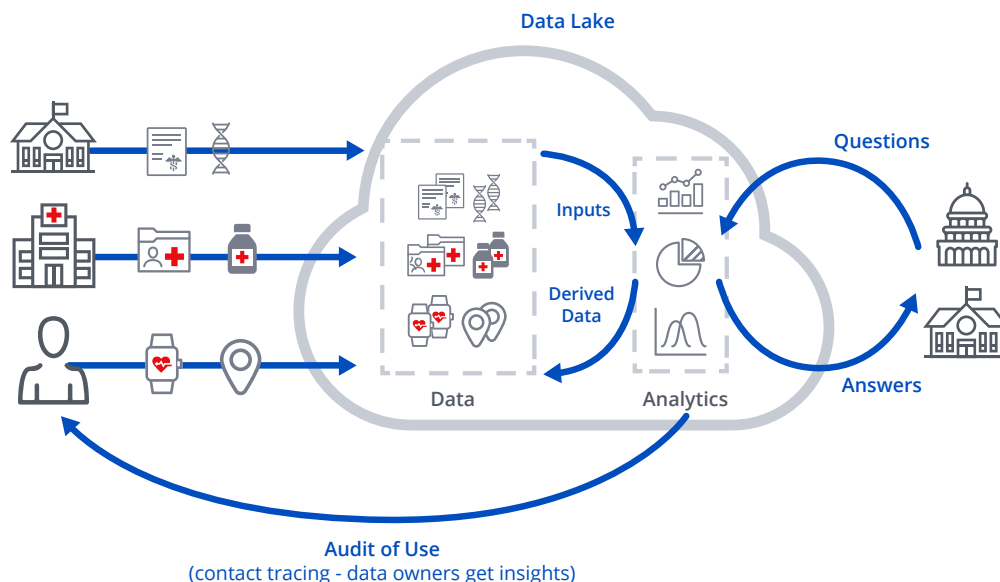 Data Lake
Questions
Inputs
Derived
Data
Data
Analytics
Answers
Audit of Use
(contact tracing - data owners get insights)